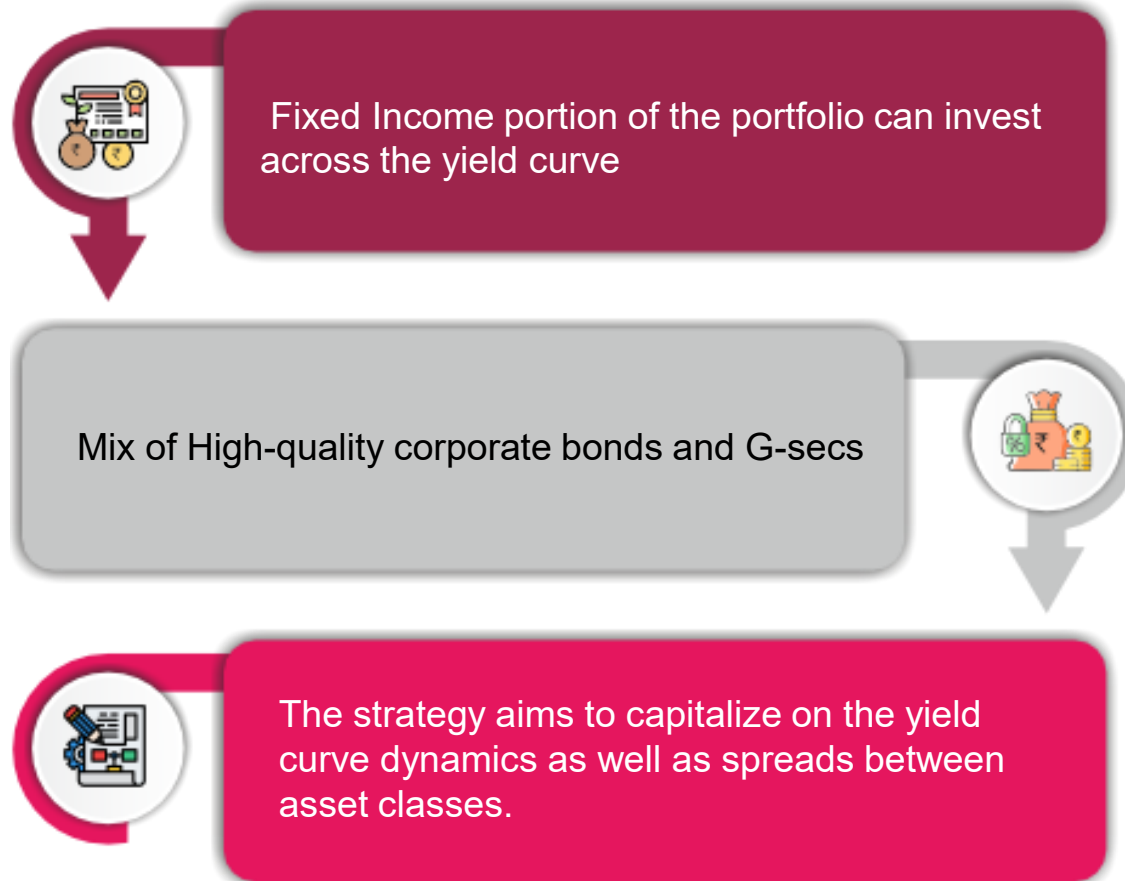 Fixed Income portion of the portfolio can invest
across the yield curve
Mix of High-quality corporate bonds and G-secs
% ₹ ₹
The strategy aims to capitalize on the yield
curve dynamics as well as spreads between
asset classes.